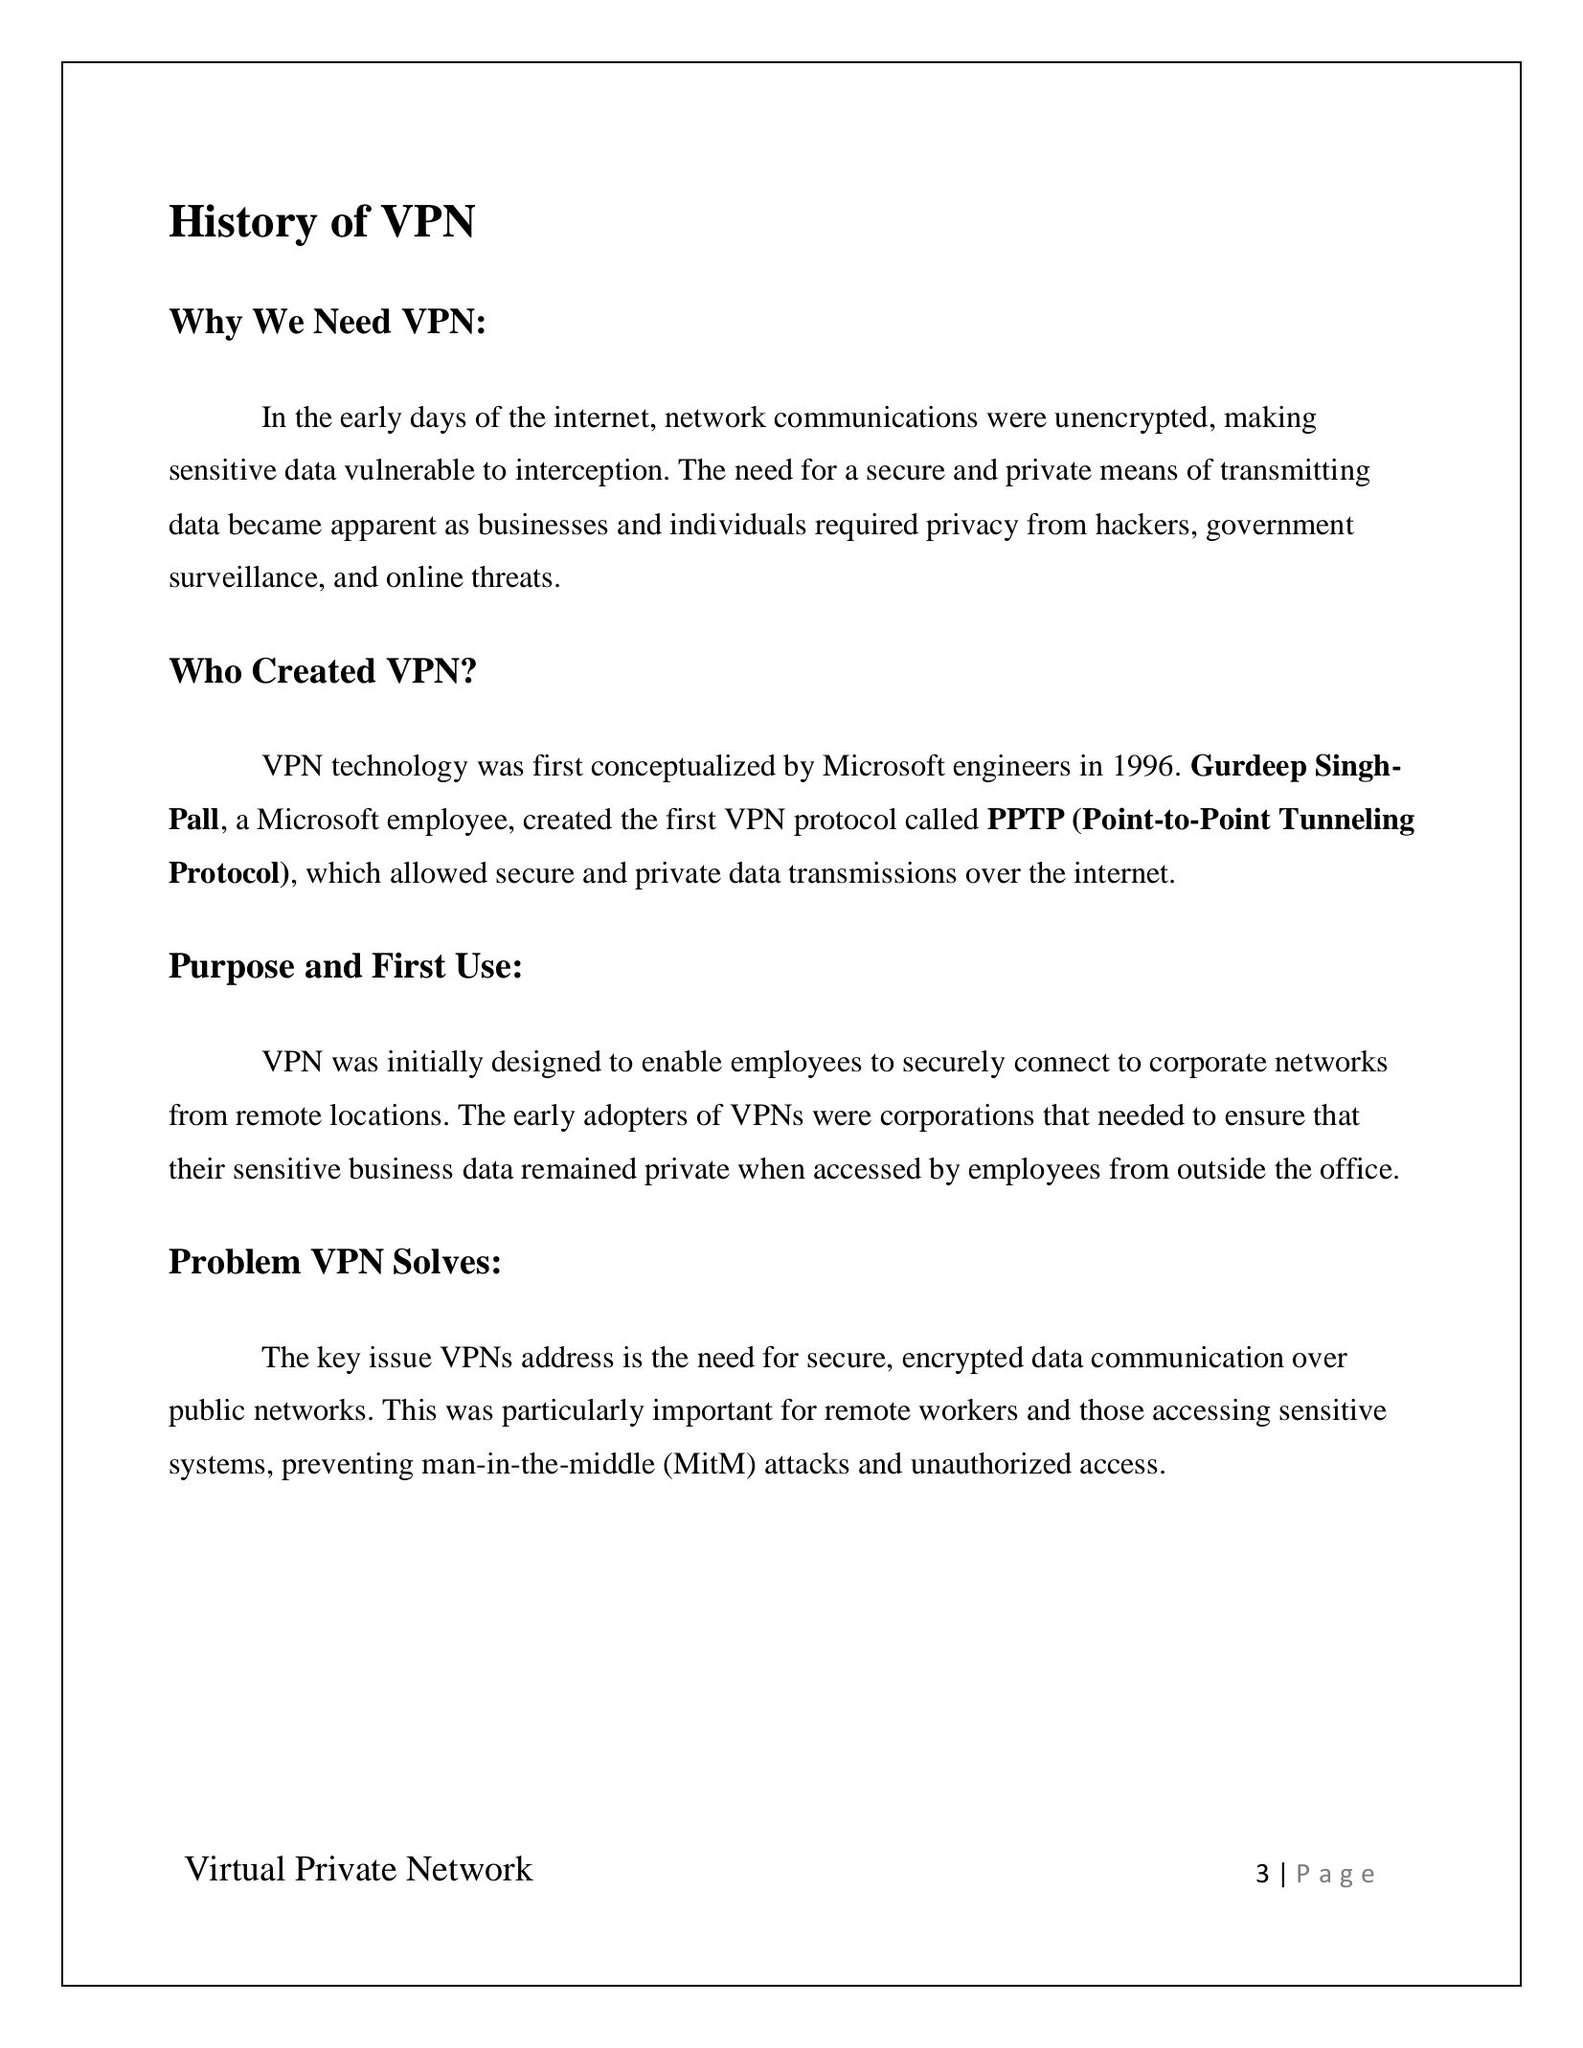 History of VPN
Why We Need VPN:
In the early days of the internet, network communications were unencrypted, making
sensitive data vulnerable to interception. The need for a secure and private means of transmitting
data became apparent as businesses and individuals required privacy from hackers, government
surveillance, and online threats.
Who Created VPN?
VPN technology was first conceptualized by Microsoft engineers in 1996. Gurdeep Singh-
Pall, a Microsoft employee, created the first VPN protocol called PPTP (Point-to-Point Tunneling
Protocol), which allowed secure and private data transmissions over the internet.
Purpose and First Use:
VPN was initially designed to enable employees to securely connect to corporate networks
from remote locations. The early adopters of VPNs were corporations that needed to ensure that
their sensitive business data remained private when accessed by employees from outside the office.
Problem VPN Solves:
The key issue VPNs address is the need for secure, encrypted data communication over
public networks. This was particularly important for remote workers and those accessing sensitive
systems, preventing man-in-the-middle (MitM) attacks and unauthorized access.
Virtual Private Network
3 | P a g e